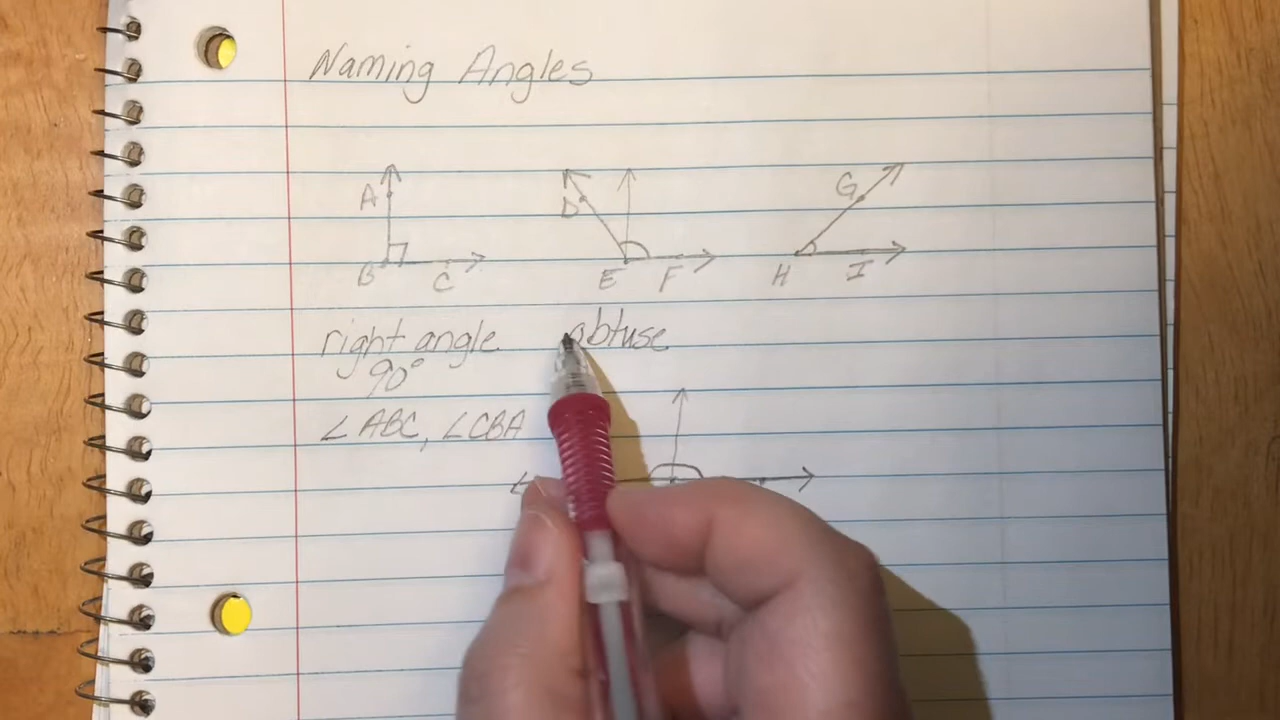 Naming Angles
A D G
B C E F H I
right angle obtuse
90°
∠ABC, ∠CBA